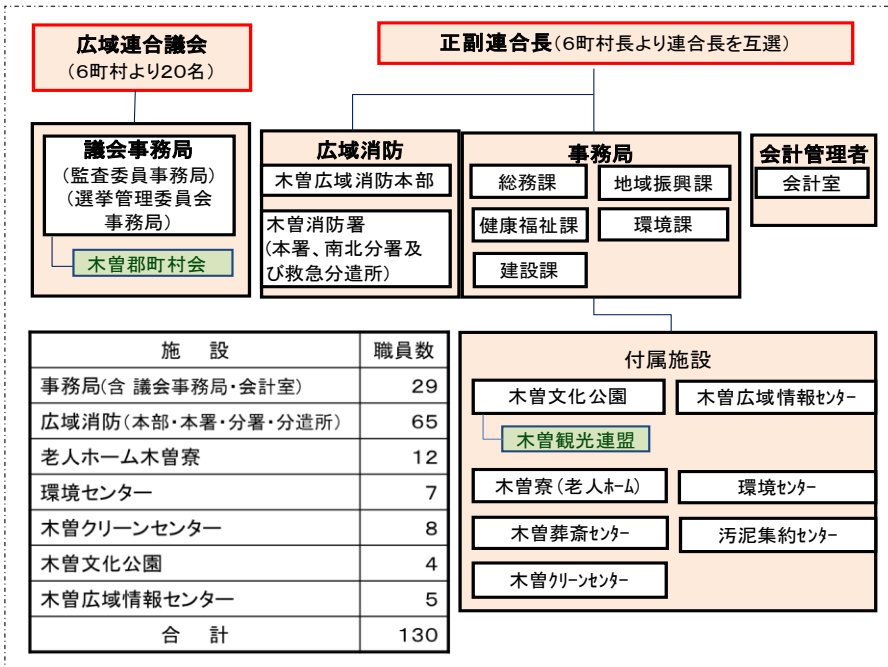 広域連合議会
(6町村より20名)
正副連合長(6町村長より連合長を互選)
議会事務局
(監査委員事務局)
(選挙管理委員会
事務局)
木曽郡町村会
広域消防
木曽広域消防本部
木曽消防署
(本署、南北分署及
び救急分遣所)
事務局
総務課
地域振興課
健康福祉課
環境課
建設課
会計管理者
会計室
施 設 職員数
事務局(含 議会事務局・会計室) 29
広域消防(本部・本署・分署・分遣所) 65
老人ホーム木曽寮 12
環境センター 7
木曽クリーンセンター 8
木曽文化公園 4
木曽広域情報センター 5
合 計 130
付属施設
木曽文化公園
木曽広域情報ｾﾝﾀｰ
木曽観光連盟
木曽寮(老人ﾎｰﾑ)
環境ｾﾝﾀｰ
木曽葬斎ｾﾝﾀｰ
汚泥集約ｾﾝﾀｰ
木曽ｸﾘｰﾝｾﾝﾀｰ